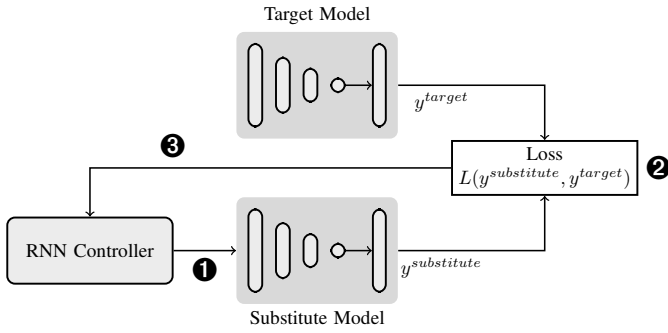 Target Model
y^{target}
❸
Loss
L(y^{substitute}, y^{target})
❷
RNN Controller
❶
y^{substitute}
Substitute Model